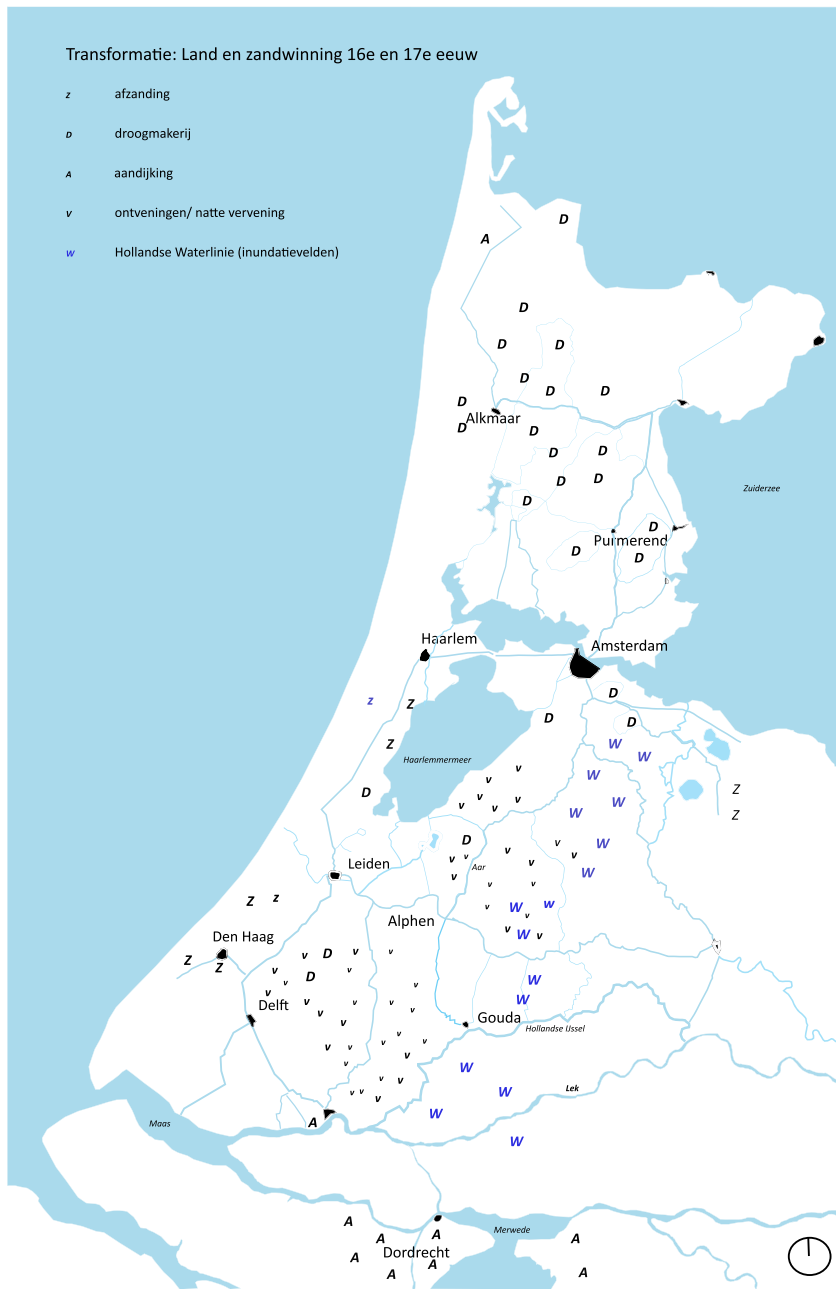 Transformatie: Land en zandwinning 16e en 17e eeuw
z afzanding
D droogmakerij
A aandijking
v ontveningen/ natte vervening
W Hollandse Waterlinie (inundatievelden)
D
A
D
D D
D
D D
D
Alkmaar
D
D
D D
D D
D
Zuiderzee
D
Purmerend
D
D
Haarlem
Amsterdam
D
z
Z
D
D
Z
W
W
Haarlemmermeer
v
W
v
Z
D
v
v
W
v
v
W
Z
D
v
W
v
v
v
v
Leiden
Aar
v
W
v
v
v
Z
z
v
W
W
v
Alphen
v
W
v
Den Haag
v
D
v
v
Z
Z
v
v
D
v
W
v
v
Delft
v
v
v
W
v
v
v
Gouda
Hollandse IJssel
v
v
v
v
v
v
v
v
W
v
v
v
v
v
Lek
W
W
A
Maas
W
A
Merwede
A
A
A
Dordrecht
A
A
A
A